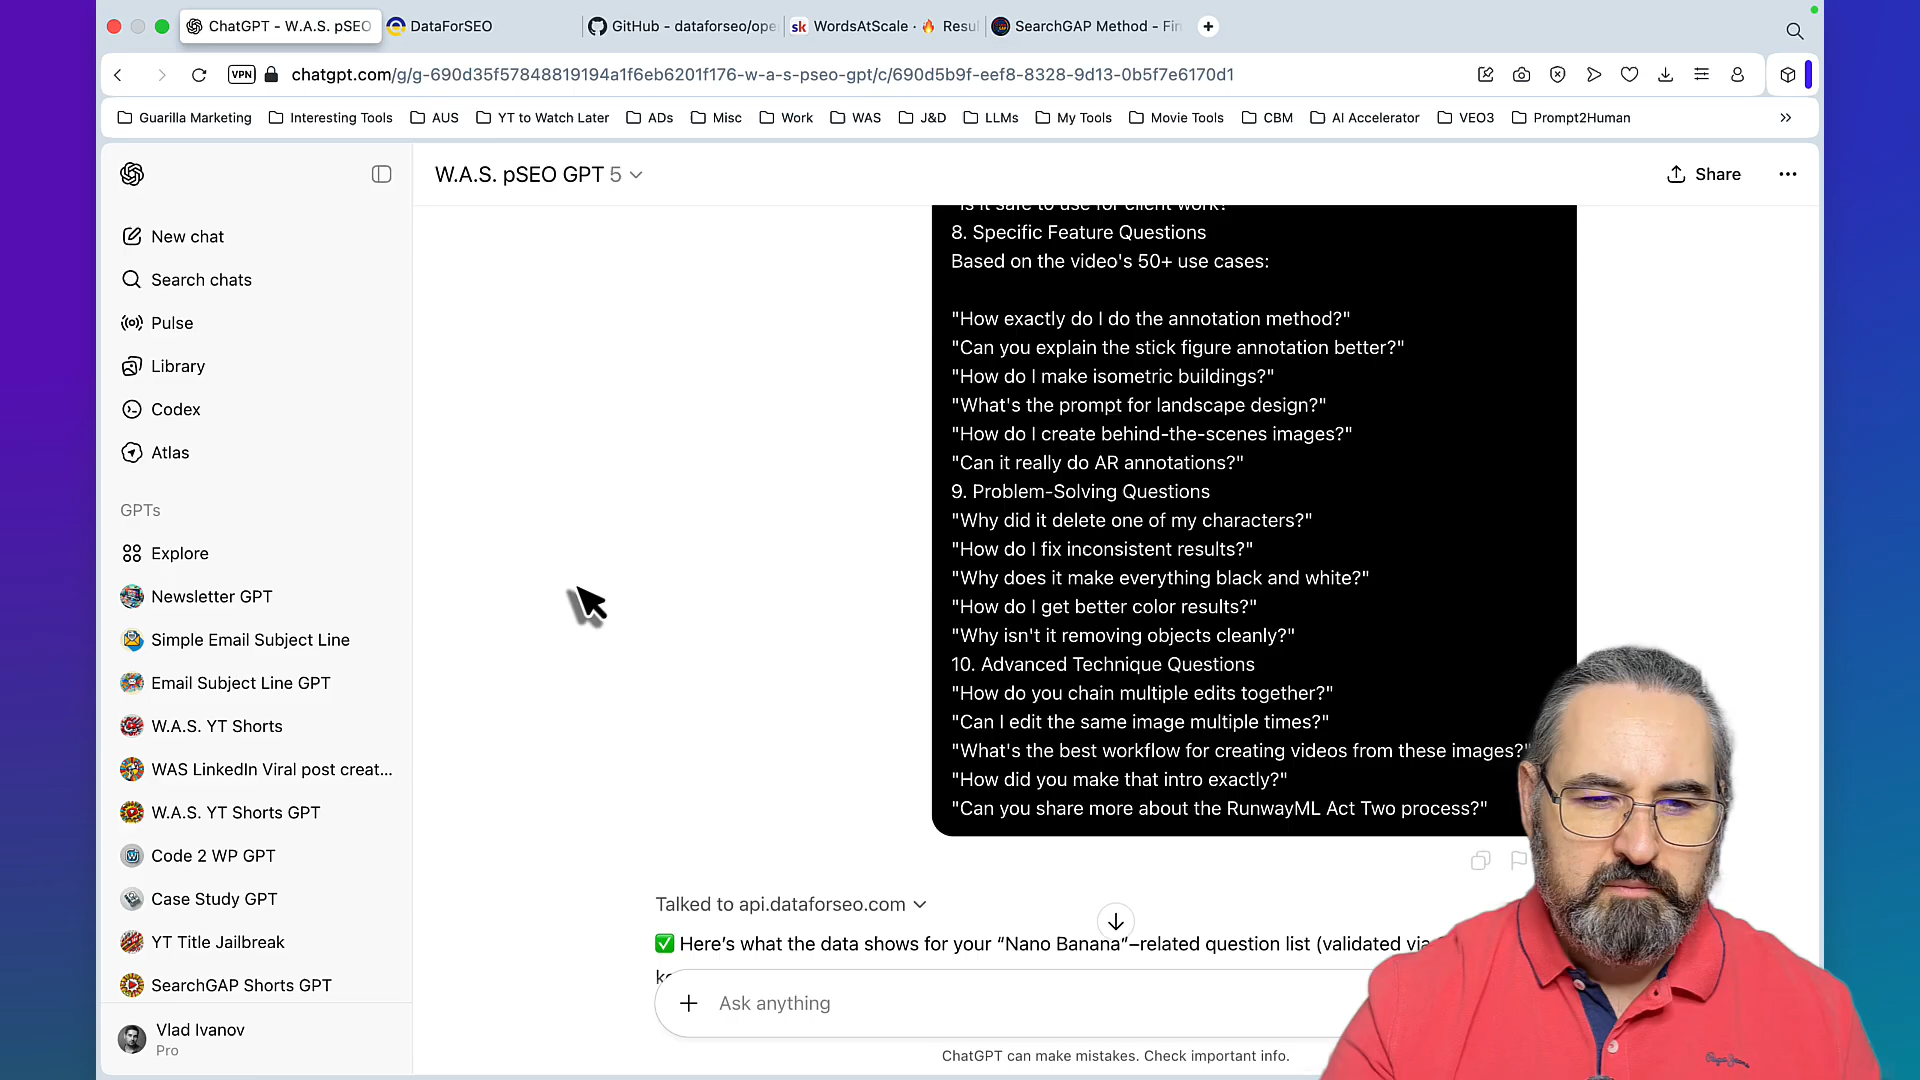 ChatGPT - W.A.S. pSEO
DataForSEO
GitHub - dataforseo/ope
sk WordsAtScale - 🔥 Resul
SearchGAP Method - Fin
VPN
chatgpt.com/g/g-690d35f57848819194a1f6eb6201f176-w-a-s-pseo-gpt/c/690d5b9f-eef8-8328-9d13-0b5f7e6170d1
Guarilla Marketing
Interesting Tools
AUS
YT to Watch Later
ADs
Misc
Work
WAS
J&D
LLMs
My Tools
Movie Tools
CBM
AI Accelerator
VEO3
Prompt2Human
W.A.S. pSEO GPT 5
Share
New chat
Search chats
Pulse
Library
Codex
Atlas
GPTs
Explore
Newsletter GPT
Simple Email Subject Line
Email Subject Line GPT
W.A.S. YT Shorts
WAS LinkedIn Viral post creat...
W.A.S. YT Shorts GPT
Code 2 WP GPT
Case Study GPT
YT Title Jailbreak
SearchGAP Shorts GPT
Vlad Ivanov
Pro
"Is it safe to use for client work?"
8. Specific Feature Questions
Based on the video's 50+ use cases:
"How exactly do I do the annotation method?"
"Can you explain the stick figure annotation better?"
"How do I make isometric buildings?"
"What's the prompt for landscape design?"
"How do I create behind-the-scenes images?"
"Can it really do AR annotations?"
9. Problem-Solving Questions
"Why did it delete one of my characters?"
"How do I fix inconsistent results?"
"Why does it make everything black and white?"
"How do I get better color results?"
"Why isn't it removing objects cleanly?"
10. Advanced Technique Questions
"How do you chain multiple edits together?"
"Can I edit the same image multiple times?"
"What's the best workflow for creating videos from these images?"
"How did you make that intro exactly?"
"Can you share more about the RunwayML Act Two process?"
Talked to api.dataforseo.com
✅ Here's what the data shows for your "Nano Banana"–related question list (validated via
Ask anything
ChatGPT can make mistakes. Check important info.